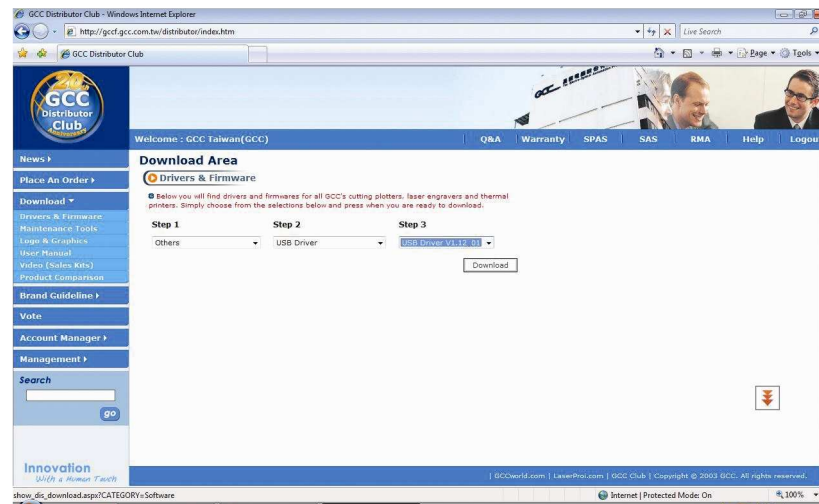 GCC Distributor Club - Windows Internet Explorer
http://gccf.gcc.com.tw/distributor/index.htm
Live Search
GCC Distributor Club
Page
Tools
20th
GCC
Distributor
Club
Anniversary
GCC
Welcome : GCC Taiwan(GCC)
Q&A
Warranty
SPAS
SAS
RMA
Help
Logou
News
Place An Order
Download
Drivers & Firmware
Maintenance Tools
Logo & Graphics
User Manual
Video (Sales Kits)
Product Comparison
Brand Guideline
Vote
Account Manager
Management
Search
go
Innovation
With a Human Touch
Download Area
Drivers & Firmware
Below you will find drivers and firmwares for all GCC's cutting plotters, laser engravers and thermal
printers. Simply choose from the selections below and press when you are ready to download.
Step 1
Step 2
Step 3
Others
USB Driver
USB Driver V1.12_01
Download
| GCCworld.com | LaserProi.com | GCC Club | Copyright © 2003 GCC. All rights reserved.
show_dis_download.aspx?CATEGORY=Software
Internet | Protected Mode: On
100%